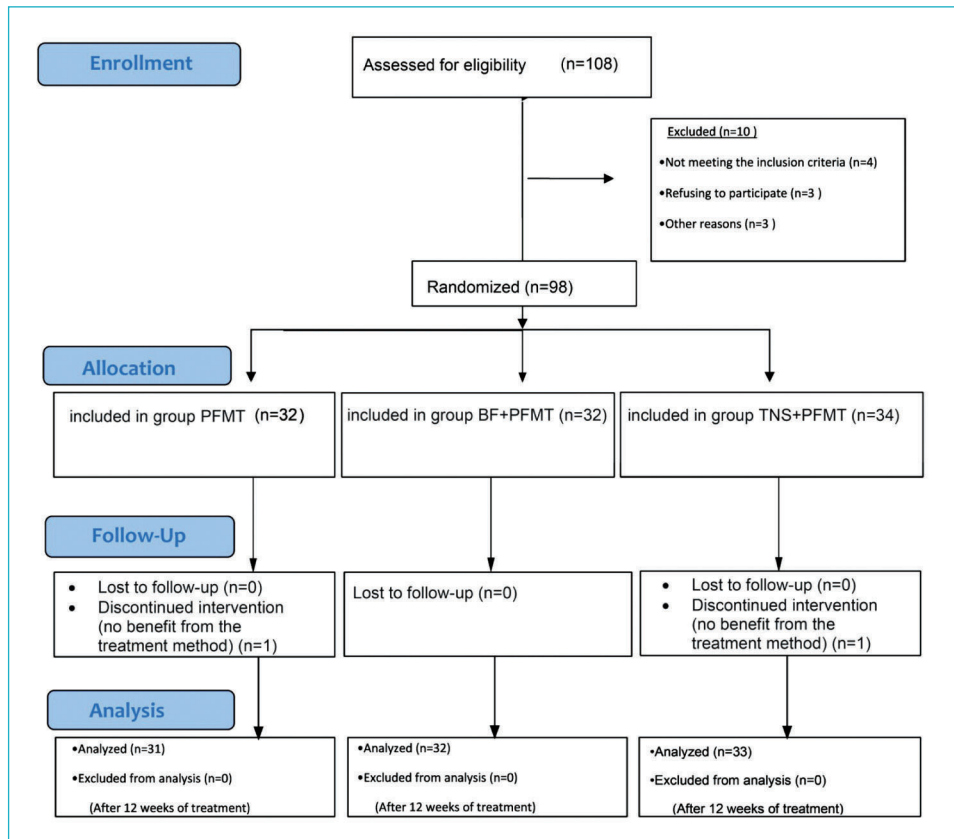 Enrollment
Assessed for eligibility (n=108)
Excluded (n=10 )
•Not meeting the inclusion criteria (n=4)
•Refusing to participate (n=3 )
•Other reasons (n=3 )
Randomized (n=98)
Allocation
included in group PFMT (n=32)
included in group BF+PFMT (n=32)
included in group TNS+PFMT (n=34)
Follow-Up
• Lost to follow-up (n=0)
• Discontinued intervention
(no benefit from the
treatment method) (n=1)
Lost to follow-up (n=0)
• Lost to follow-up (n=0)
• Discontinued intervention
(no benefit from the
treatment method) (n=1)
Analysis
•Analyzed (n=31)
•Excluded from analysis (n=0)
(After 12 weeks of treatment)
•Analyzed (n=32)
•Excluded from analysis (n=0)
(After 12 weeks of treatment)
•Analyzed (n=33)
•Excluded from analysis (n=0)
(After 12 weeks of treatment)